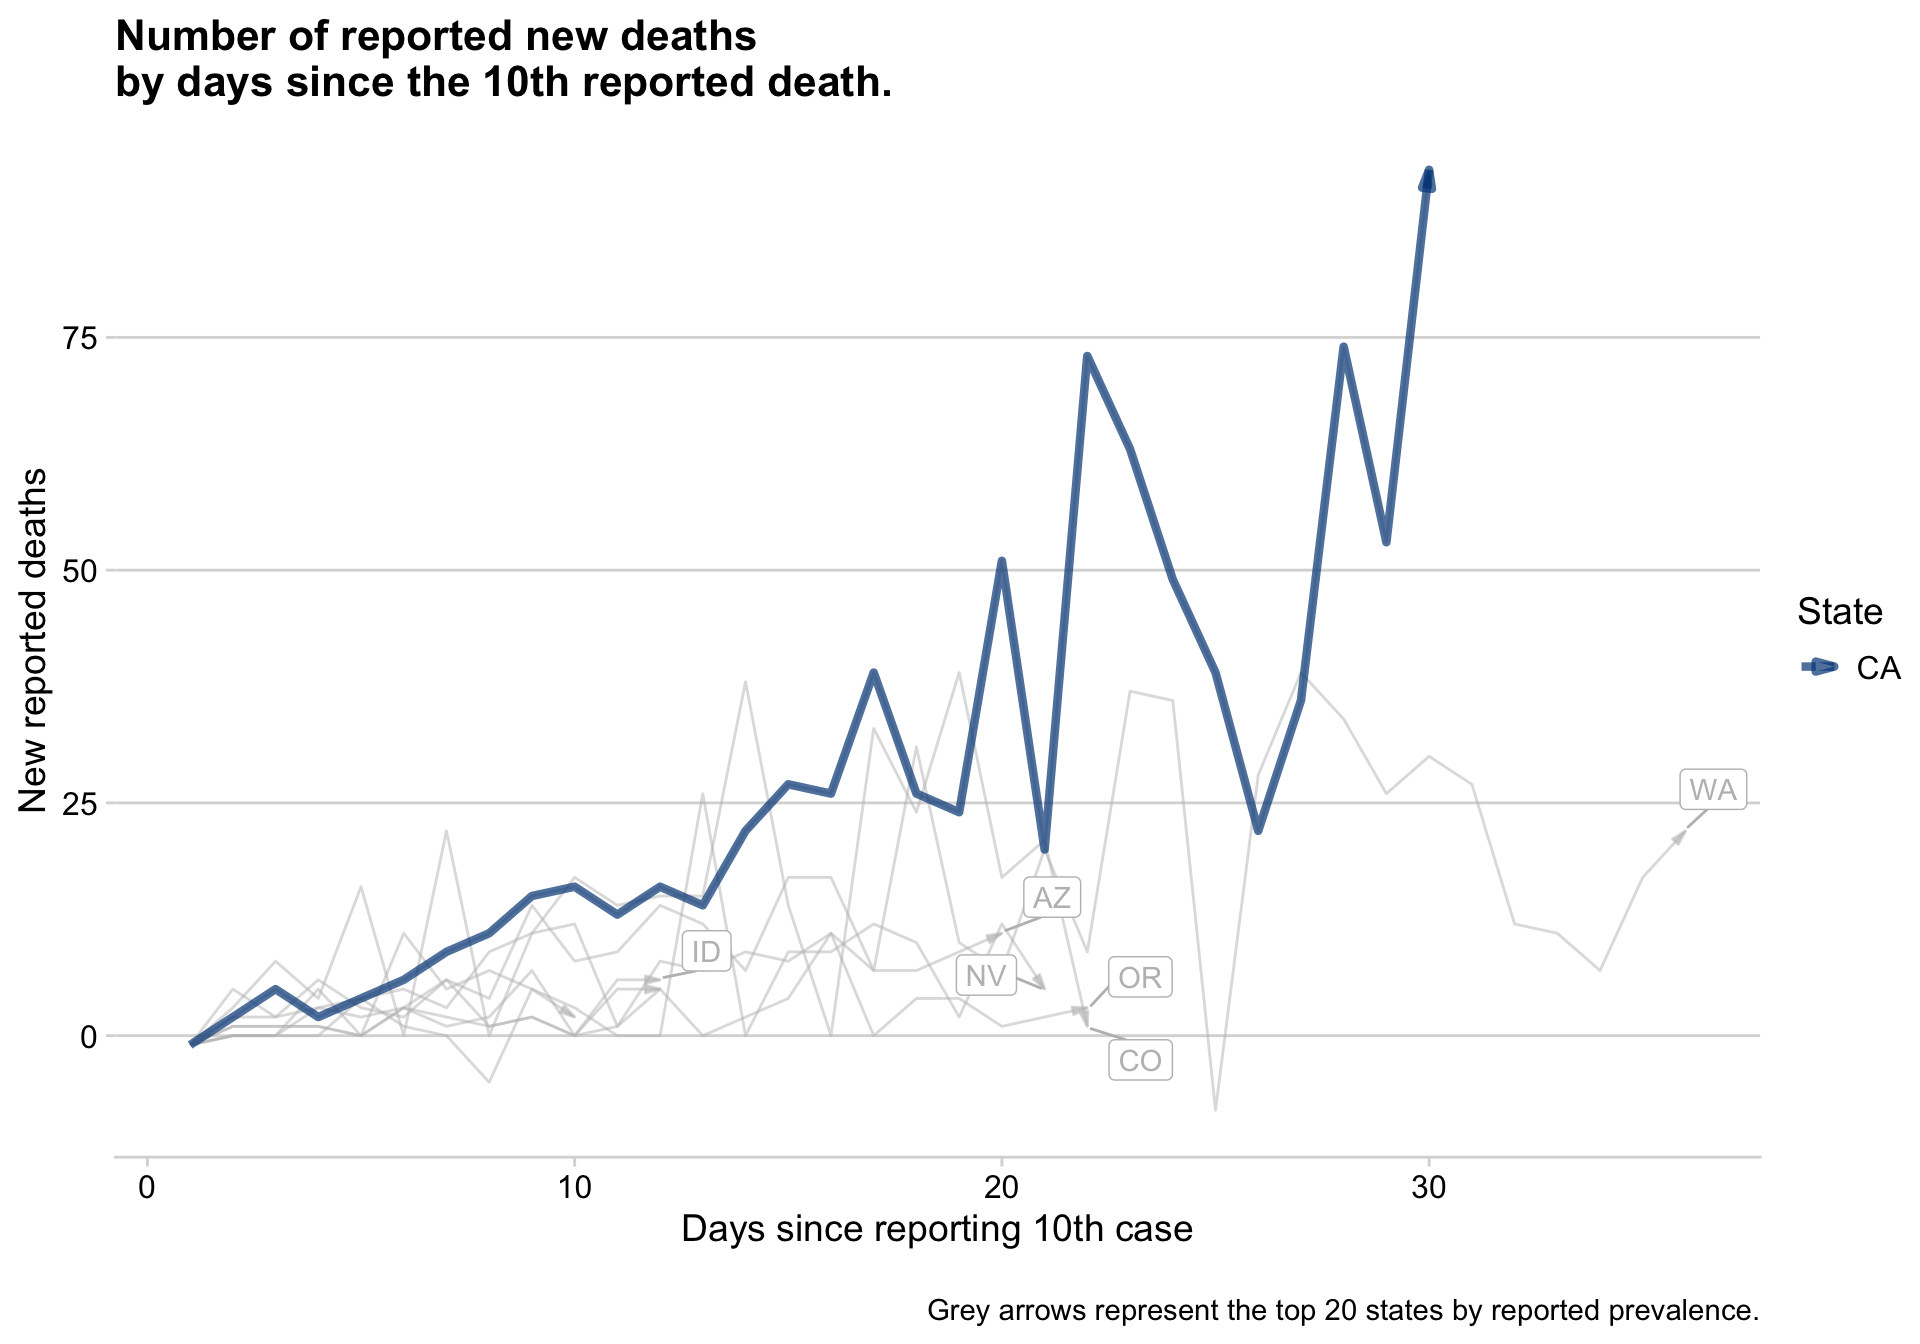 Number of reported new deaths
by days since the 10th reported death.
New reported deaths
75
50
25
0
0
10
20
30
Days since reporting 10th case
ID
NV
AZ
OR
CO
WA
State
CA
Grey arrows represent the top 20 states by reported prevalence.